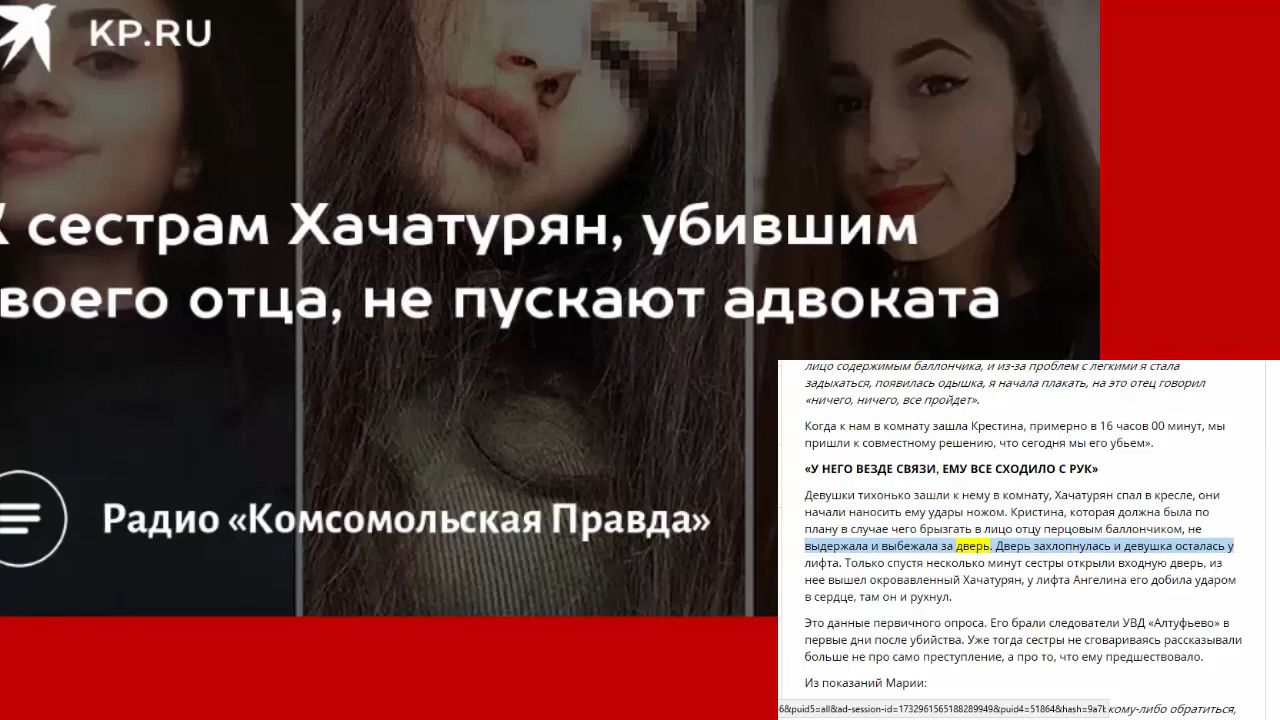 KP.RU
сестрам Хачатурян, убившим
воего отца, не пускают адвоката
Радио «Комсомольская Правда»
лицо содержимым баллончика, и из-за проблем с легкими я стала
задыхаться, появилась одышка, я начала плакать, на это отец говорил
«ничего, ничего, все пройдет».
Когда к нам в комнату зашла Крестина, примерно в 16 часов 00 минут, мы
пришли к совместному решению, что сегодня мы его убьем».
«У НЕГО ВЕЗДЕ СВЯЗИ, ЕМУ ВСЕ СХОДИЛО С РУК»
Девушки тихонько зашли к нему в комнату, Хачатурян спал в кресле, они
начали наносить ему удары ножом. Кристина, которая должна была по
плану в случае чего брызгать в лицо отцу перцовым баллончиком, не
выдержала и выбежала за дверь. Дверь захлопнулась и девушка осталась у
лифта. Только спустя несколько минут сестры открыли входную дверь, из
нее вышел окровавленный Хачатурян, у лифта Ангелина его добила ударом
в сердце, там он и рухнул.
Это данные первичного опроса. Его брали следователи УВД «Алтуфьево» в
первые дни после убийства. Уже тогда сестры не сговариваясь рассказывали
больше не про само преступление, а про то, что ему предшествовало.
Из показаний Марии:
6&puid5=all&ad-session-id=1732961565188289949&puid4=51864&hash=9a7b кому-либо обратиться,